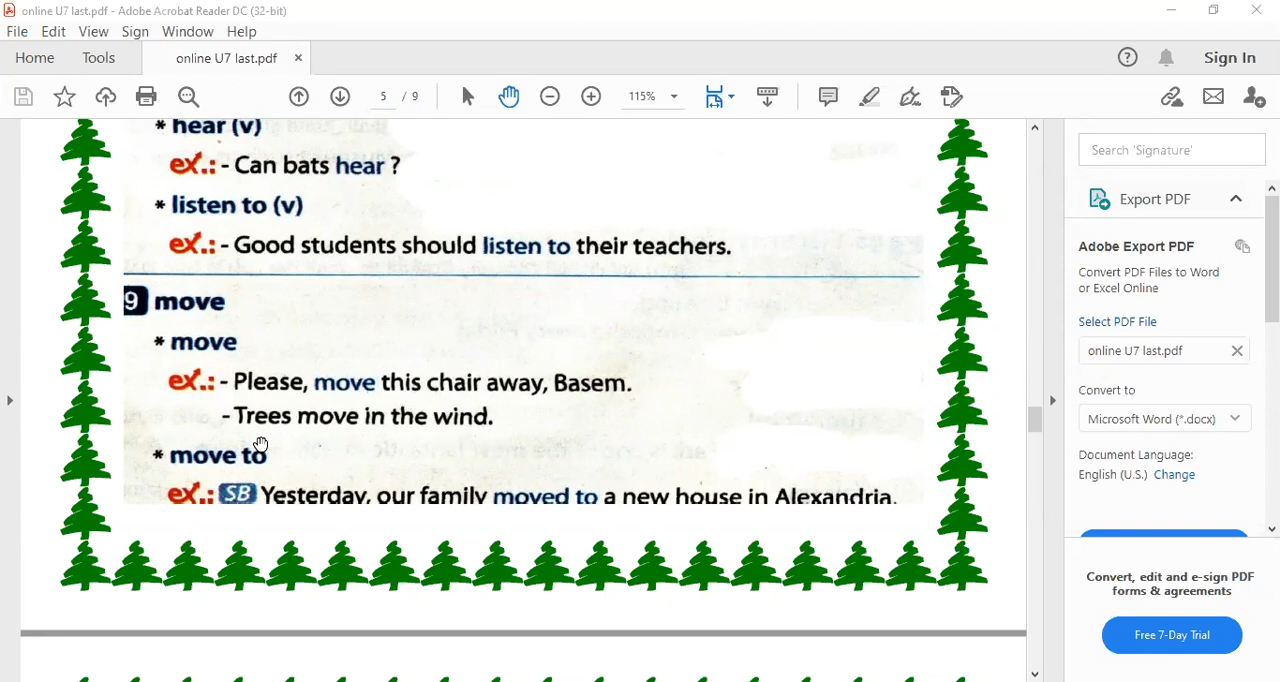 online U7 last.pdf - Adobe Acrobat Reader DC (32-bit)
File Edit View Sign Window Help
Home Tools online U7 last.pdf × Sign In
5 / 9 115%
* hear (v)
ex.: - Can bats hear ?
* listen to (v)
ex.: - Good students should listen to their teachers.
9 move
* move
ex.: - Please, move this chair away, Basem.
- Trees move in the wind.
* move to
ex.: SB Yesterday, our family moved to a new house in Alexandria.
Search 'Signature'
Export PDF
Adobe Export PDF
Convert PDF Files to Word
or Excel Online
Select PDF File
online U7 last.pdf
Convert to
Microsoft Word (*.docx)
Document Language:
English (U.S.) Change
Convert, edit and e-sign PDF
forms & agreements
Free 7-Day Trial